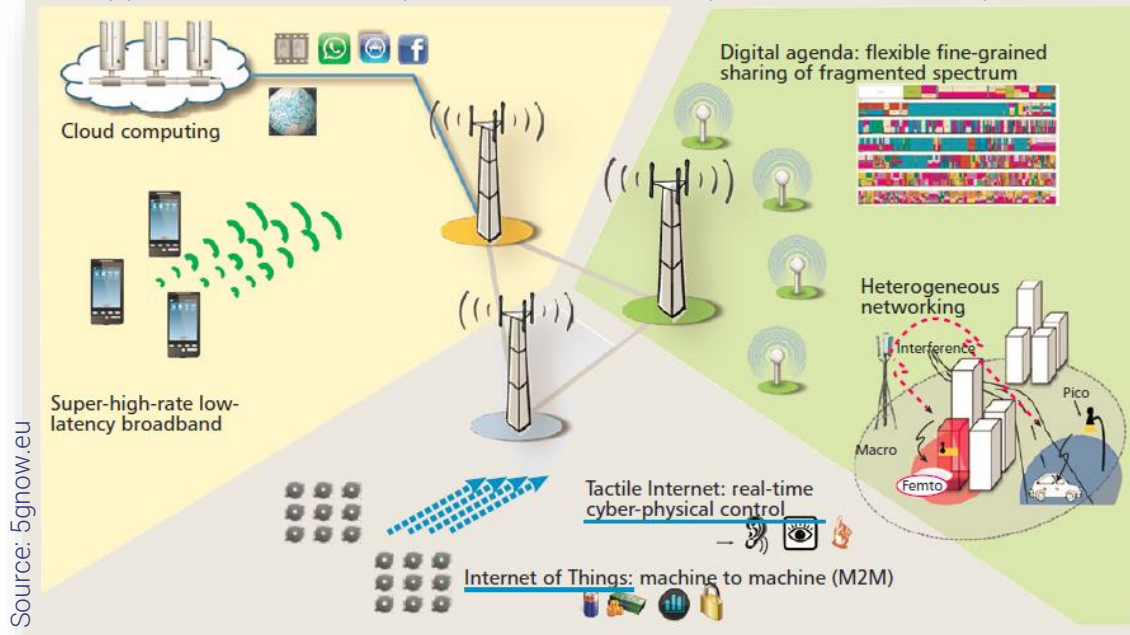 Cloud computing
Super-high-rate low-
latency broadband
Digital agenda: flexible fine-grained
sharing of fragmented spectrum
Heterogeneous
networking
Interference
Pico
Macro
Femto
Tactile Internet: real-time
cyber-physical control
Internet of Things: machine to machine (M2M)
Source: 5gnow.eu